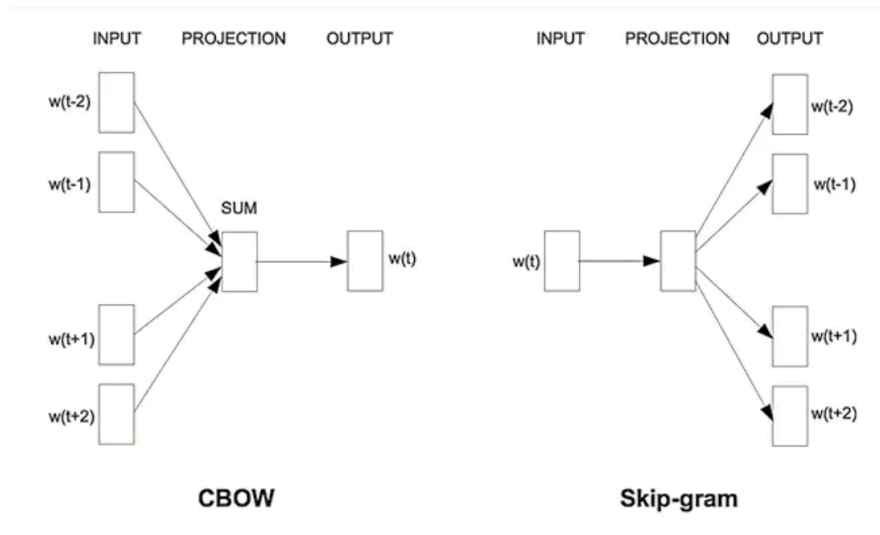 INPUT PROJECTION OUTPUT
w(t-2)
w(t-1)
SUM
w(t)
w(t+1)
w(t+2)
CBOW
INPUT PROJECTION OUTPUT
w(t-2)
w(t-1)
w(t)
w(t+1)
w(t+2)
Skip-gram